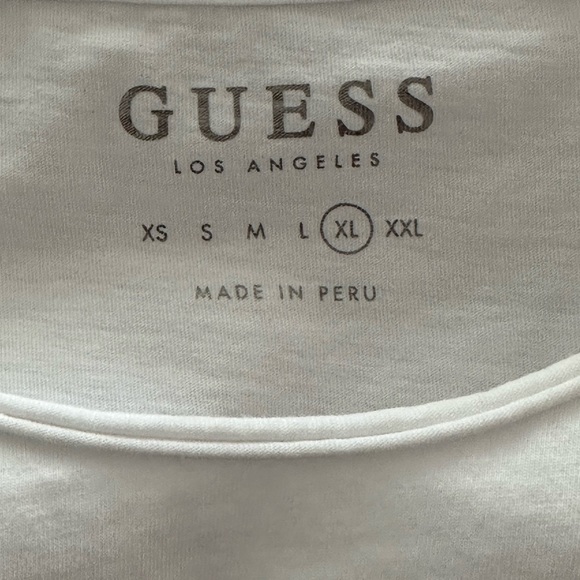 GUESS
LOS ANGELES
XS S M L XL XXL
MADE IN PERU